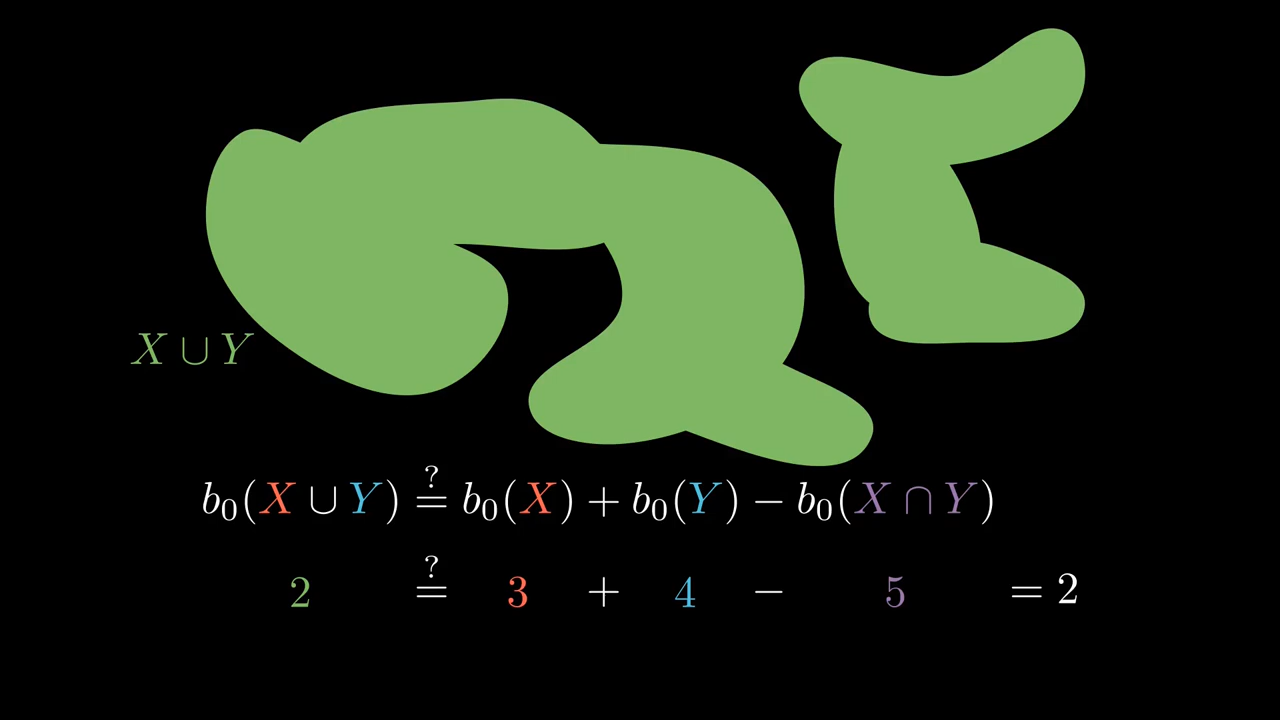 X ∪ Y
b₀(X ∪ Y) ≟ b₀(X) + b₀(Y) − b₀(X ∩ Y)
2 ≟ 3 + 4 − 5 = 2